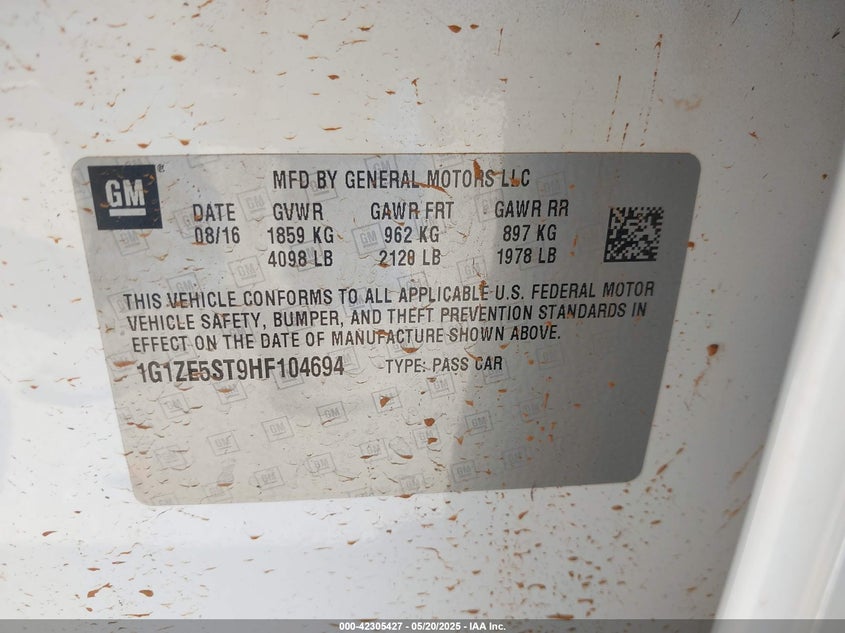 GM ® MFD BY GENERAL MOTORS LLC
DATE GVWR GAWR FRT GAWR RR
08/16 1859 KG 962 KG 897 KG
4098 LB 2120 LB 1978 LB
THIS VEHICLE CONFORMS TO ALL APPLICABLE U.S. FEDERAL MOTOR
VEHICLE SAFETY, BUMPER, AND THEFT PREVENTION STANDARDS IN
EFFECT ON THE DATE OF MANUFACTURE SHOWN ABOVE.
1G1ZE5ST9HF104694 TYPE: PASS CAR
000-42305427 - 05/20/2025 - IAA Inc.